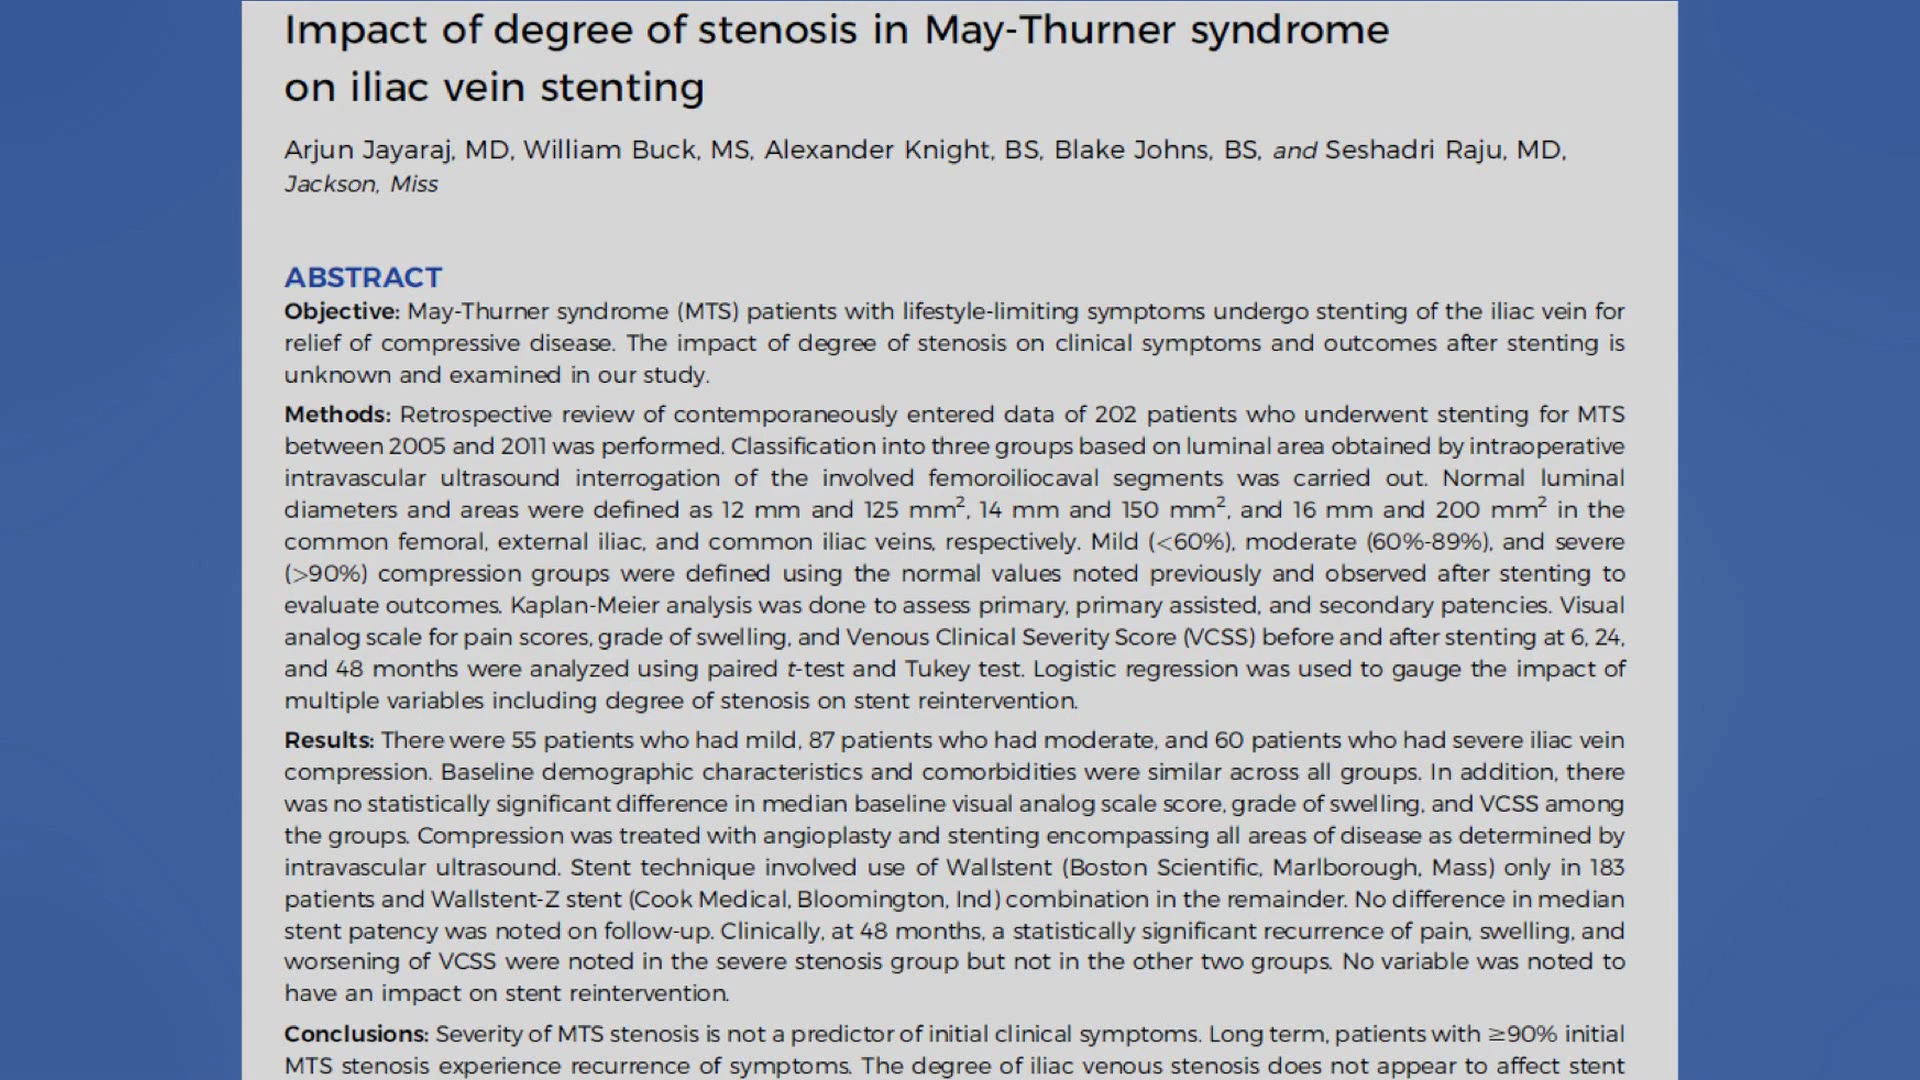 Impact of degree of stenosis in May-Thurner syndrome
on iliac vein stenting
Arjun Jayaraj, MD, William Buck, MS, Alexander Knight, BS, Blake Johns, BS, and Seshadri Raju, MD,
Jackson, Miss
ABSTRACT
Objective: May-Thurner syndrome (MTS) patients with lifestyle-limiting symptoms undergo stenting of the iliac vein for
relief of compressive disease. The impact of degree of stenosis on clinical symptoms and outcomes after stenting is
unknown and examined in our study.
Methods: Retrospective review of contemporaneously entered data of 202 patients who underwent stenting for MTS
between 2005 and 2011 was performed. Classification into three groups based on luminal area obtained by intraoperative
intravascular ultrasound interrogation of the involved femoroiliocaval segments was carried out. Normal luminal
diameters and areas were defined as 12 mm and 125 mm², 14 mm and 150 mm², and 16 mm and 200 mm² in the
common femoral, external iliac, and common iliac veins, respectively. Mild (<60%), moderate (60%-89%), and severe
(>90%) compression groups were defined using the normal values noted previously and observed after stenting to
evaluate outcomes. Kaplan-Meier analysis was done to assess primary, primary assisted, and secondary patencies. Visual
analog scale for pain scores, grade of swelling, and Venous Clinical Severity Score (VCSS) before and after stenting at 6, 24,
and 48 months were analyzed using paired t-test and Tukey test. Logistic regression was used to gauge the impact of
multiple variables including degree of stenosis on stent reintervention.
Results: There were 55 patients who had mild, 87 patients who had moderate, and 60 patients who had severe iliac vein
compression. Baseline demographic characteristics and comorbidities were similar across all groups. In addition, there
was no statistically significant difference in median baseline visual analog scale score, grade of swelling, and VCSS among
the groups. Compression was treated with angioplasty and stenting encompassing all areas of disease as determined by
intravascular ultrasound. Stent technique involved use of Wallstent (Boston Scientific, Marlborough, Mass) only in 183
patients and Wallstent-Z stent (Cook Medical, Bloomington, Ind) combination in the remainder. No difference in median
stent patency was noted on follow-up. Clinically, at 48 months, a statistically significant recurrence of pain, swelling, and
worsening of VCSS were noted in the severe stenosis group but not in the other two groups. No variable was noted to
have an impact on stent reintervention.
Conclusions: Severity of MTS stenosis is not a predictor of initial clinical symptoms. Long term, patients with ≥90% initial
MTS stenosis experience recurrence of symptoms. The degree of iliac venous stenosis does not appear to affect stent